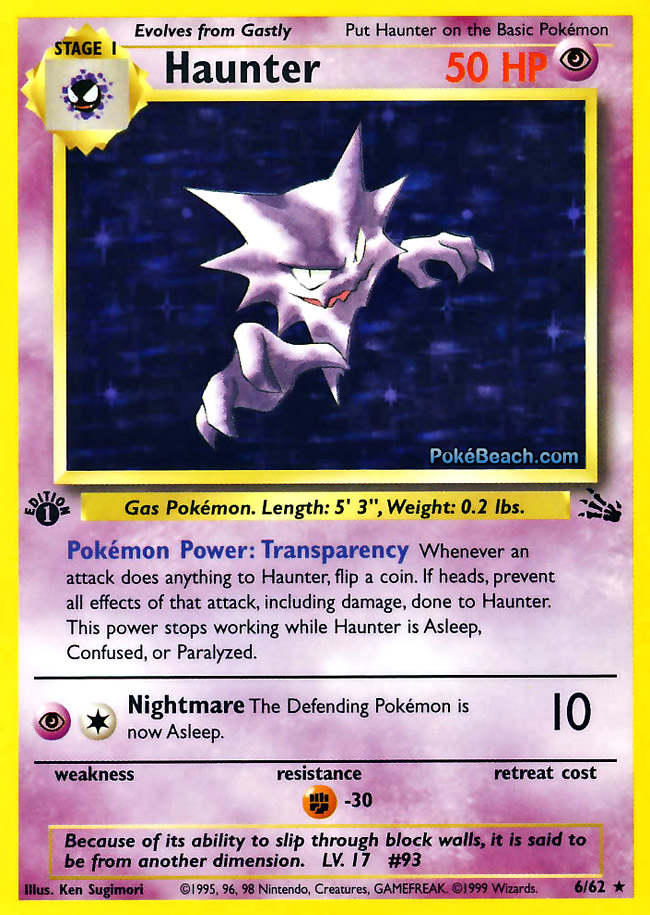 Evolves from Gastly
Put Haunter on the Basic Pokémon
STAGE 1
Haunter
50 HP
PokéBeach.com
EDITION
1
Gas Pokémon. Length: 5' 3", Weight: 0.2 lbs.
Pokémon Power: Transparency Whenever an
attack does anything to Haunter, flip a coin. If heads, prevent
all effects of that attack, including damage, done to Haunter.
This power stops working while Haunter is Asleep,
Confused, or Paralyzed.
Nightmare The Defending Pokémon is
now Asleep.
10
weakness
resistance
retreat cost
-30
Because of its ability to slip through block walls, it is said to
be from another dimension. LV. 17 #93
Illus. Ken Sugimori
©1995, 96, 98 Nintendo, Creatures, GAMEFREAK. ©1999 Wizards.
6/62 ★